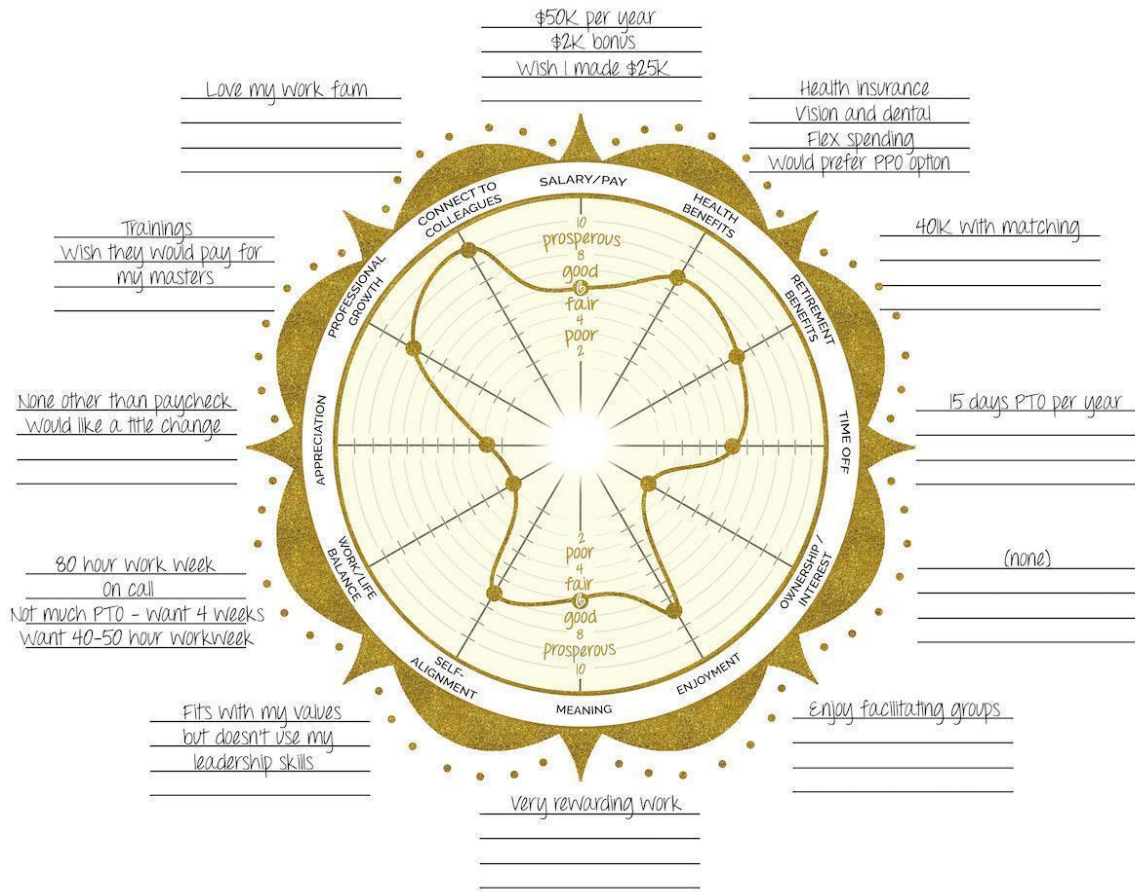 $50K per year
$2K bonus
Wish I made $25K
Love my work fam
Health insurance
Vision and dental
Flex spending
Would prefer PPO option
Trainings
Wish they would pay for
my masters
401K with matching
None other than paycheck
Would like a title change
15 days PTO per year
80 hour work week
On call
Not much PTO - Want 4 weeks
Want 40-50 hour workweek
(none)
Fits with my values
but doesn't use my
leadership skills
Enjoy facilitating groups
Very rewarding work
SALARY/PAY
HEALTH
BENEFITS
RETIREMENT
BENEFITS
TIME OFF
OWNERSHIP /
INTEREST
ENJOYMENT
MEANING
SELF-
ALIGNMENT
WORK/LIFE
BALANCE
APPRECIATION
PROFESSIONAL
GROWTH
CONNECT TO
COLLEAGUES
10
prosperous
8
good
6
fair
4
poor
2
2
poor
4
fair
6
good
8
prosperous
10